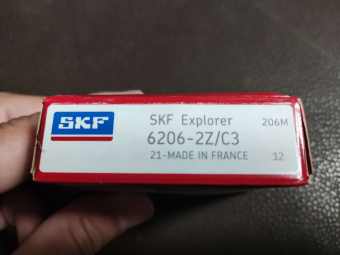 SKF
SKF Explorer 206M
6206-2Z/C3
21-MADE IN FRANCE 12